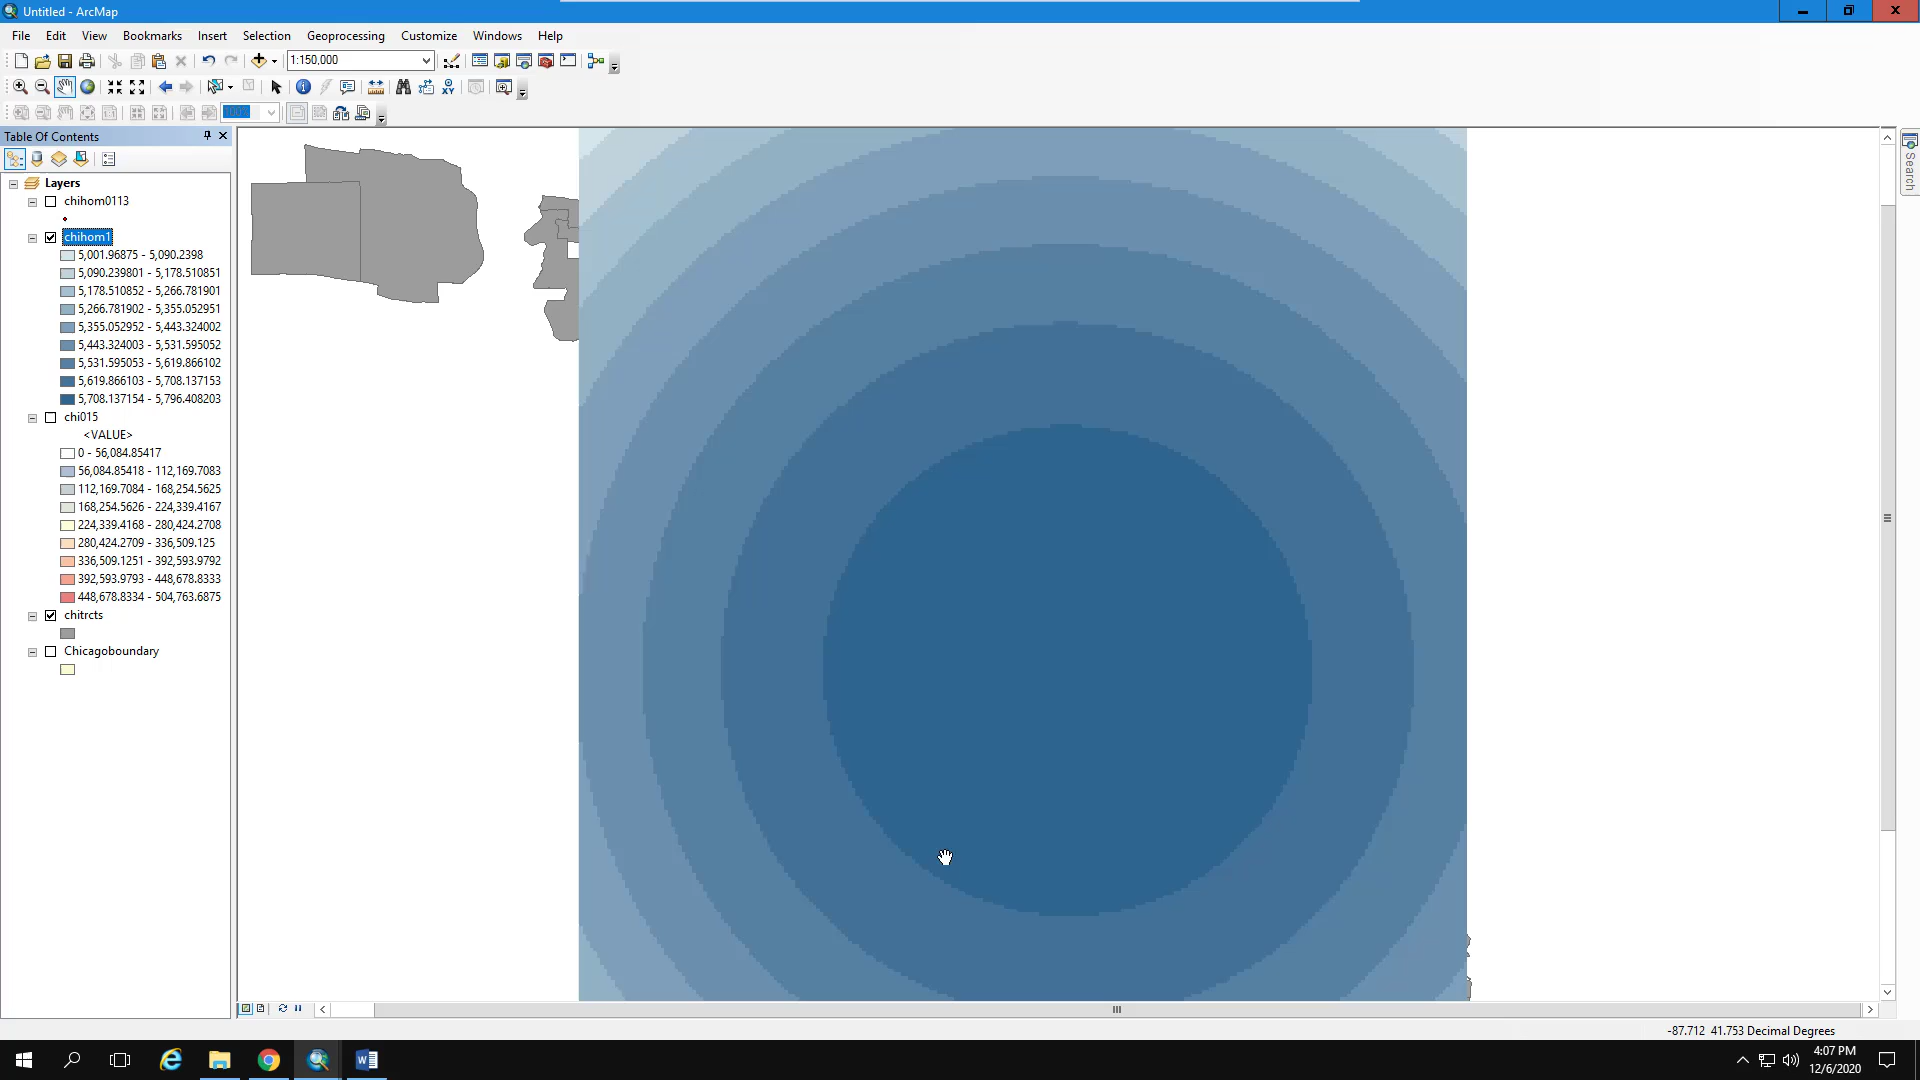 Untitled - ArcMap
File Edit View Bookmarks Insert Selection Geoprocessing Customize Windows Help
1:150,000
100%
Table Of Contents
Search
Layers
chihom0113
chihom1
5,001.96875 - 5,090.2398
5,090.239801 - 5,178.510851
5,178.510852 - 5,266.781901
5,266.781902 - 5,355.052951
5,355.052952 - 5,443.324002
5,443.324003 - 5,531.595052
5,531.595053 - 5,619.866102
5,619.866103 - 5,708.137153
5,708.137154 - 5,796.408203
chi015
<VALUE>
0 - 56,084.85417
56,084.85418 - 112,169.7083
112,169.7084 - 168,254.5625
168,254.5626 - 224,339.4167
224,339.4168 - 280,424.2708
280,424.2709 - 336,509.125
336,509.1251 - 392,593.9792
392,593.9793 - 448,678.8333
448,678.8334 - 504,763.6875
chitrcts
Chicagoboundary
-87.712 41.753 Decimal Degrees
4:07 PM
12/6/2020